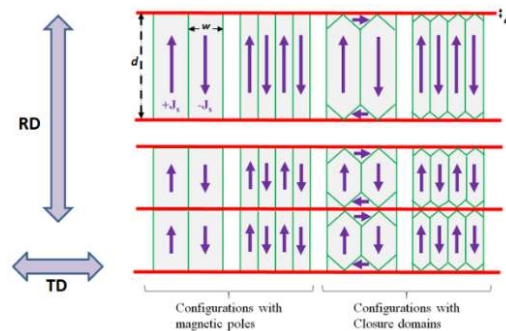 d
w
+Jₛ
-Jₛ
RD
TD
Configurations with
magnetic poles
Configurations with
Closure domains